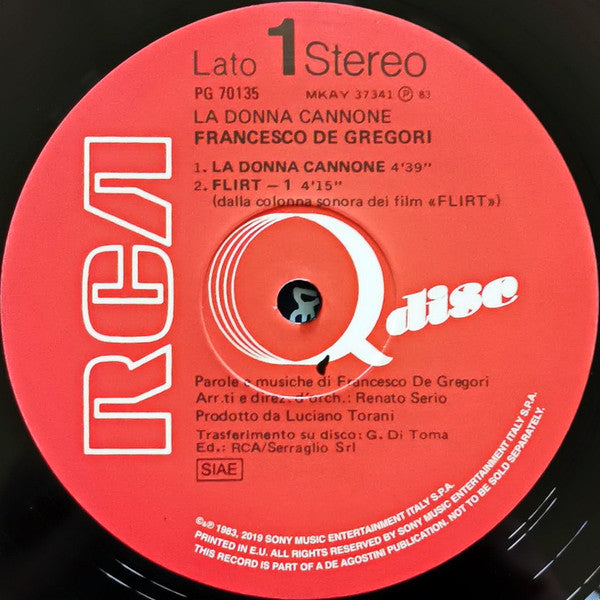 Lato 1 Stereo
PG 70135 MKAY 37341 Ⓟ 83
LA DONNA CANNONE
FRANCESCO DE GREGORI
1. LA DONNA CANNONE 4'39"
2. FLIRT – 1 4'15"
(dalla colonna sonora dei film «FLIRT»)
RCA
Q disc
Parole e musiche di Francesco De Gregori
Arr.ti e direz. d'orch.: Renato Serio
Prodotto da Luciano Torani
Trasferimento su disco: G. Di Toma
Ed.: RCA/Serraglio Srl
SIAE
©&Ⓟ 1983, 2019 SONY MUSIC ENTERTAINMENT ITALY S.P.A.
PRINTED IN E.U. ALL RIGHTS RESERVED BY SONY MUSIC ENTERTAINMENT ITALY S.P.A.
THIS RECORD IS PART OF A DE AGOSTINI PUBLICATION. NOT TO BE SOLD SEPARATELY.